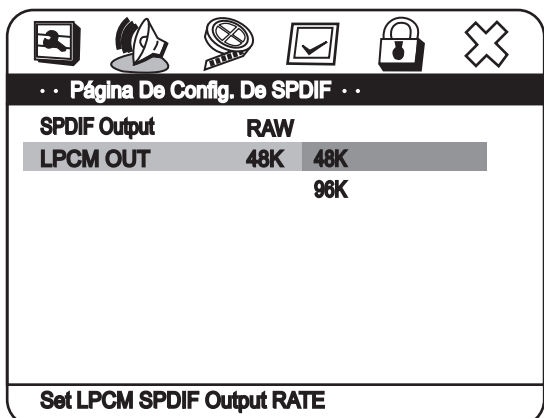 ·· Página De Config. De SPDIF ··
SPDIF Output RAW
LPCM OUT 48K 48K
96K
Set LPCM SPDIF Output RATE